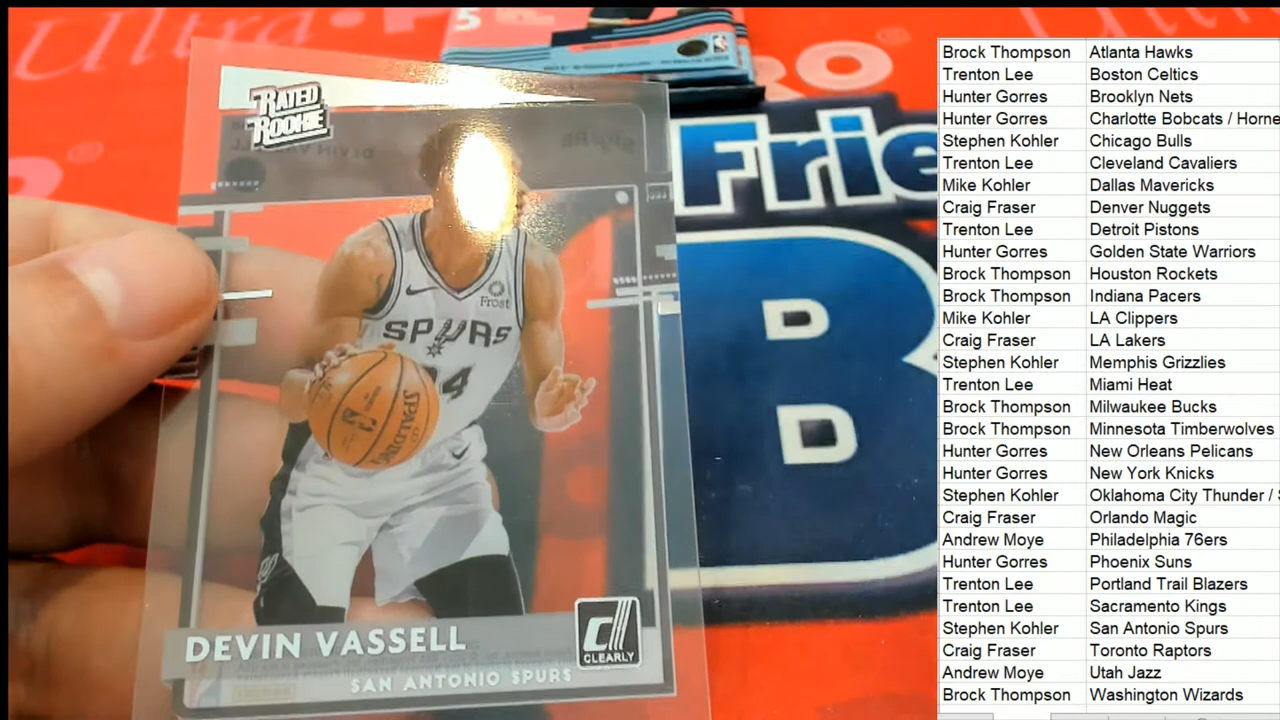 Ultra
PRO
RATED
ROOKIE
Frost
SPURS
24
SPALDING
DEVIN VASSELL
SAN ANTONIO SPURS
CLEARLY
Frie
B
Brock Thompson Atlanta Hawks
Trenton Lee Boston Celtics
Hunter Gorres Brooklyn Nets
Hunter Gorres Charlotte Bobcats / Horne
Stephen Kohler Chicago Bulls
Trenton Lee Cleveland Cavaliers
Mike Kohler Dallas Mavericks
Craig Fraser Denver Nuggets
Trenton Lee Detroit Pistons
Hunter Gorres Golden State Warriors
Brock Thompson Houston Rockets
Brock Thompson Indiana Pacers
Mike Kohler LA Clippers
Craig Fraser LA Lakers
Stephen Kohler Memphis Grizzlies
Trenton Lee Miami Heat
Brock Thompson Milwaukee Bucks
Brock Thompson Minnesota Timberwolves
Hunter Gorres New Orleans Pelicans
Hunter Gorres New York Knicks
Stephen Kohler Oklahoma City Thunder /
Craig Fraser Orlando Magic
Andrew Moye Philadelphia 76ers
Hunter Gorres Phoenix Suns
Trenton Lee Portland Trail Blazers
Trenton Lee Sacramento Kings
Stephen Kohler San Antonio Spurs
Craig Fraser Toronto Raptors
Andrew Moye Utah Jazz
Brock Thompson Washington Wizards